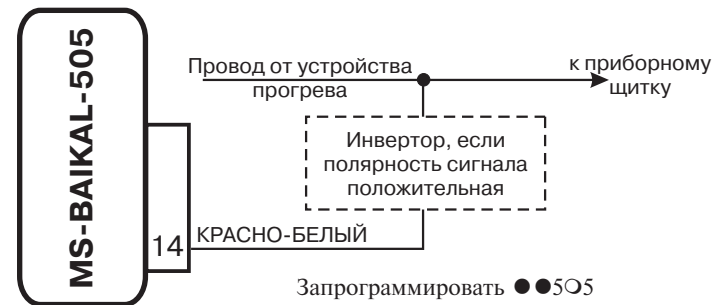 MS-BAIKAL-505
Провод от устройства
прогрева
к приборному
щитку
Инвертор, если
полярность сигнала
положительная
14
КРАСНО-БЕЛЫЙ
Запрограммировать ●●5❍5